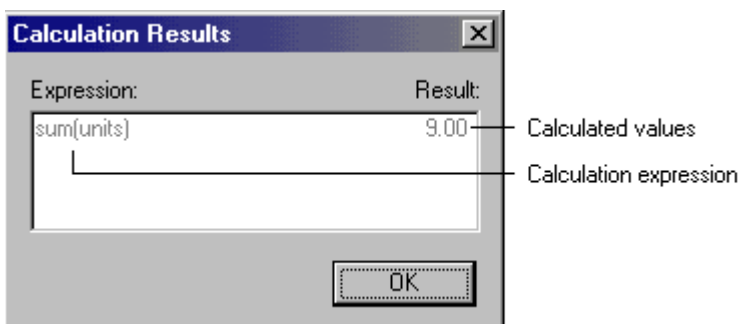 Calculation Results
Expression: Result:
sum(units) 9.00
Calculated values
Calculation expression
OK